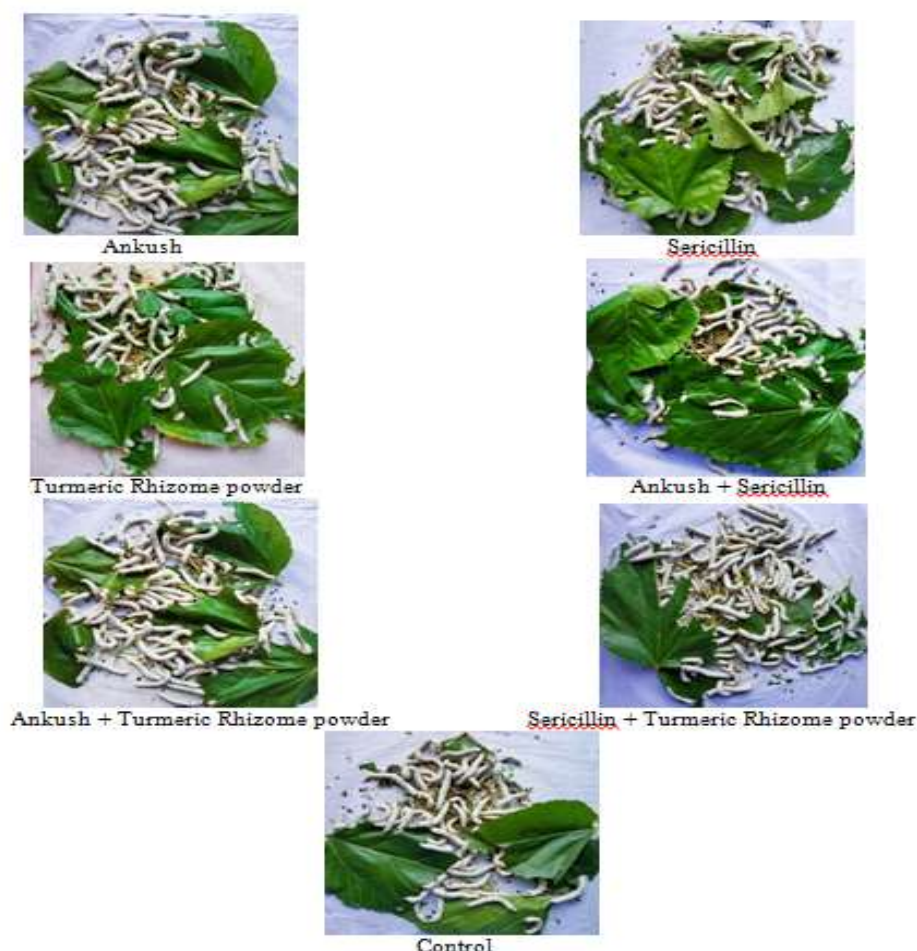 Ankush
Sericillin
Turmeric Rhizome powder
Ankush + Sericillin
Ankush + Turmeric Rhizome powder
Sericillin + Turmeric Rhizome powder
Control